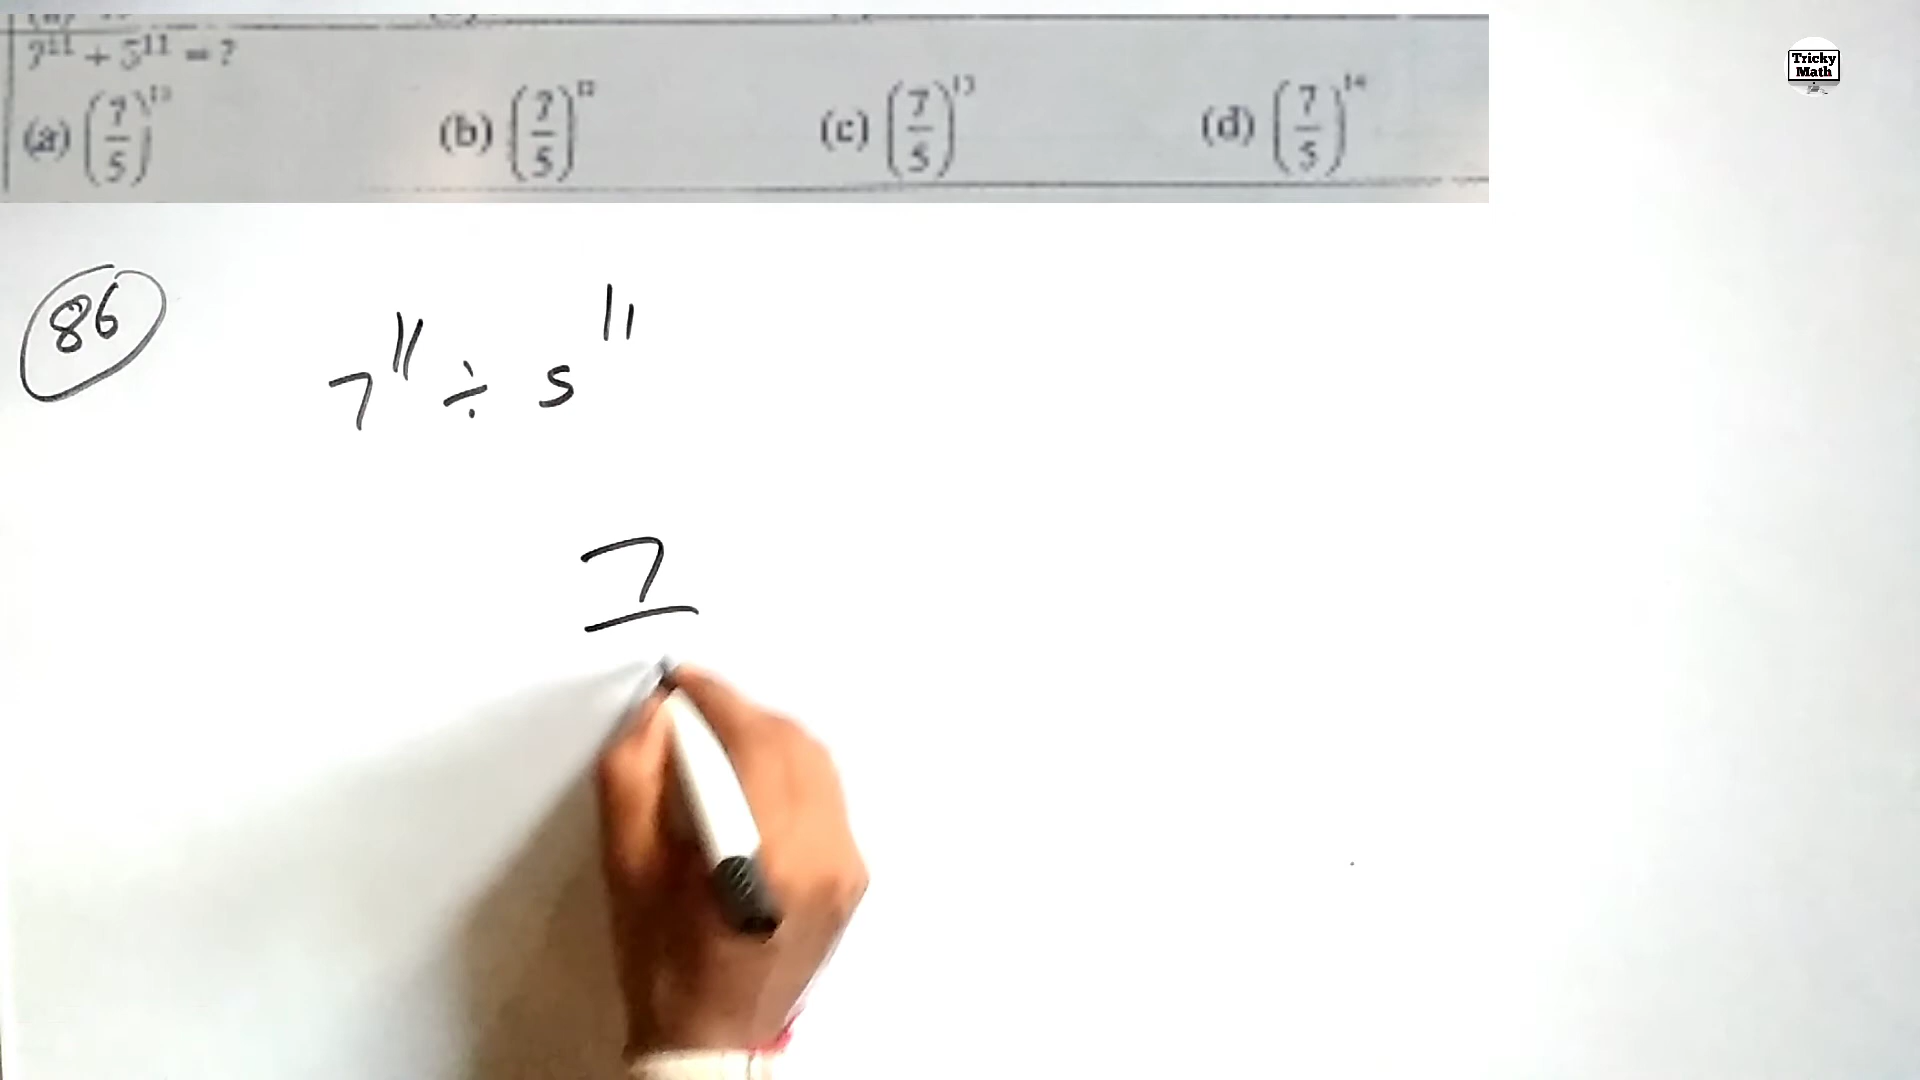 7¹¹ ÷ 5¹¹ = ?
(a) (7/5) (b) (7/5)¹² (c) (7/5)¹³ (d) (7/5)¹⁴
Tricky
Math
86
7¹¹ ÷ 5¹¹
7